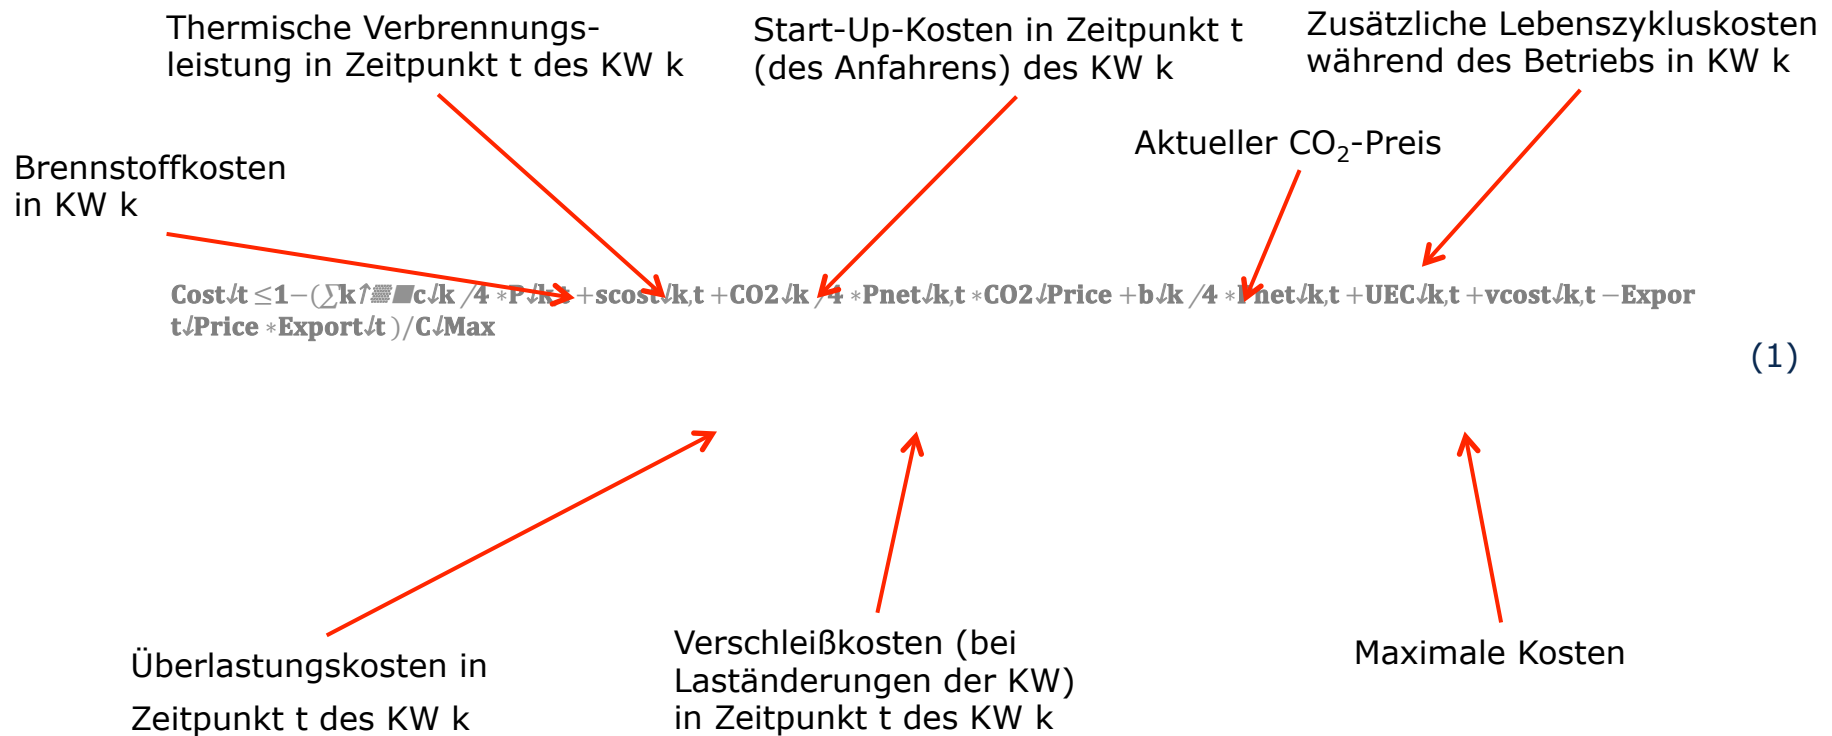 Thermische Verbrennungs-
leistung in Zeitpunkt t des KW k
Start-Up-Kosten in Zeitpunkt t
(des Anfahrens) des KW k
Zusätzliche Lebenszykluskosten
während des Betriebs in KW k
Aktueller CO₂-Preis
Brennstoffkosten
in KW k
Cost↓t ≤1−(∑k↑▒■c↓k /4 ∗P↓k,t +scost↓k,t +CO2↓k /4 ∗Pnet↓k,t ∗CO2↓Price +b↓k /4 ∗Pnet↓k,t +UEC↓k,t +vcost↓k,t −Expor
t↓Price ∗Export↓t )/C↓Max
(1)
Überlastungskosten in
Zeitpunkt t des KW k
Verschleißkosten (bei
Laständerungen der KW)
in Zeitpunkt t des KW k
Maximale Kosten